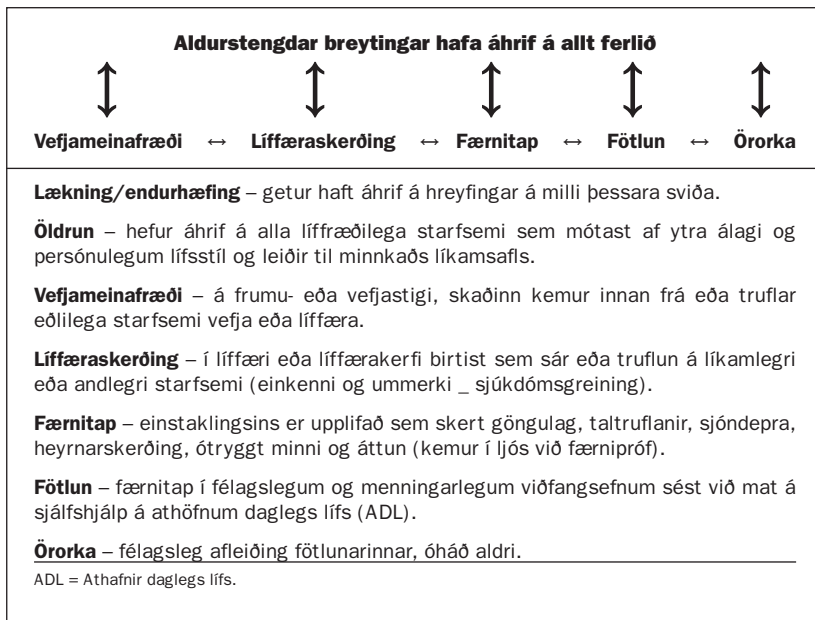 Aldurstengdar breytingar hafa áhrif á allt ferlið
↕ ↕ ↕ ↕ ↕
Vefjameinafræði ↔ Líffæraskerðing ↔ Færnitap ↔ Fötlun ↔ Örorka
Lækning/endurhæfing – getur haft áhrif á hreyfingar á milli þessara sviða.
Öldrun – hefur áhrif á alla líffræðilega starfsemi sem mótast af ytra álagi og
persónulegum lífsstíl og leiðir til minnkaðs líkamsafls.
Vefjameinafræði – á frumu- eða vefjastigi, skaðinn kemur innan frá eða truflar
eðlilega starfsemi vefja eða líffæra.
Líffæraskerðing – í líffæri eða líffærakerfi birtist sem sár eða truflun á líkamlegri
eða andlegri starfsemi (einkenni og ummerki _ sjúkdómsgreining).
Færnitap – einstaklingsins er upplifað sem skert göngulag, taltruflanir, sjóndepra,
heyrnarskerðing, ótryggt minni og áttun (kemur í ljós við færnipróf).
Fötlun – færnitap í félagslegum og menningarlegum viðfangsefnum sést við mat á
sjálfshjálp á athöfnum daglegs lífs (ADL).
Örorka – félagsleg afleiðing fötlunarinnar, óháð aldri.
ADL = Athafnir daglegs lífs.